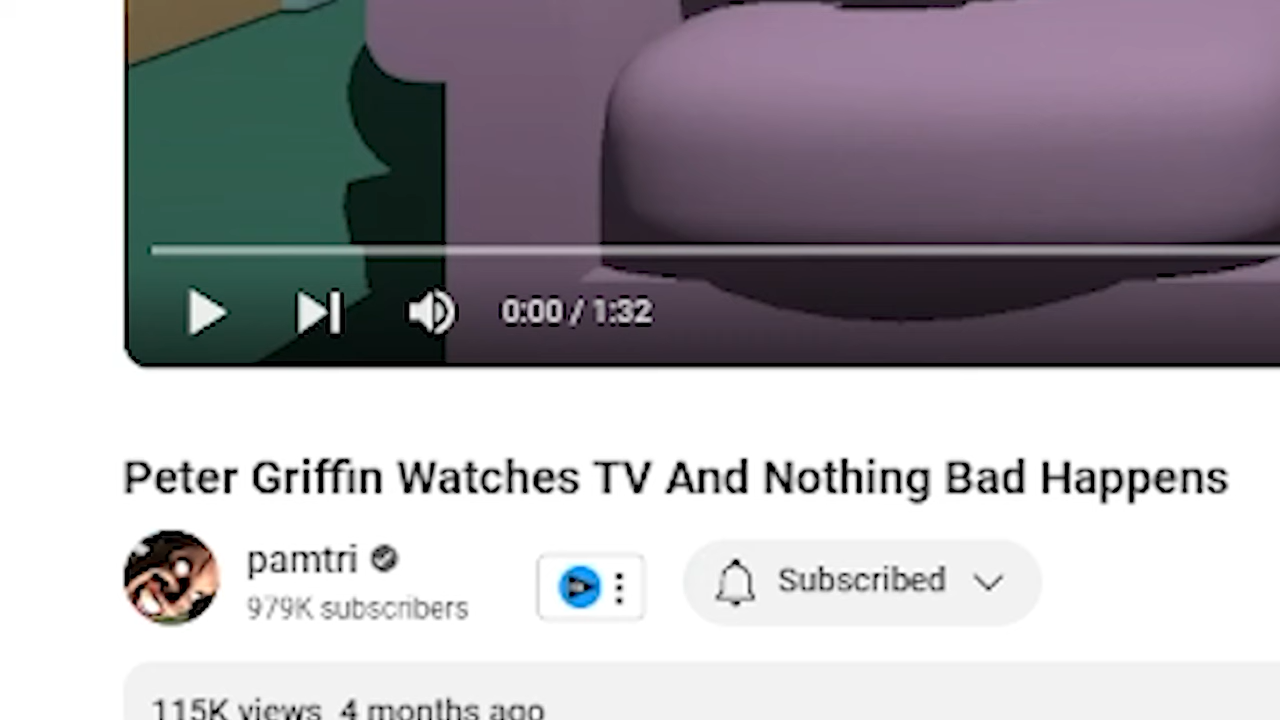 0:00 / 1:32
Peter Griffin Watches TV And Nothing Bad Happens
pamtri
Subscribed
979K subscribers
115K views 4 months ago